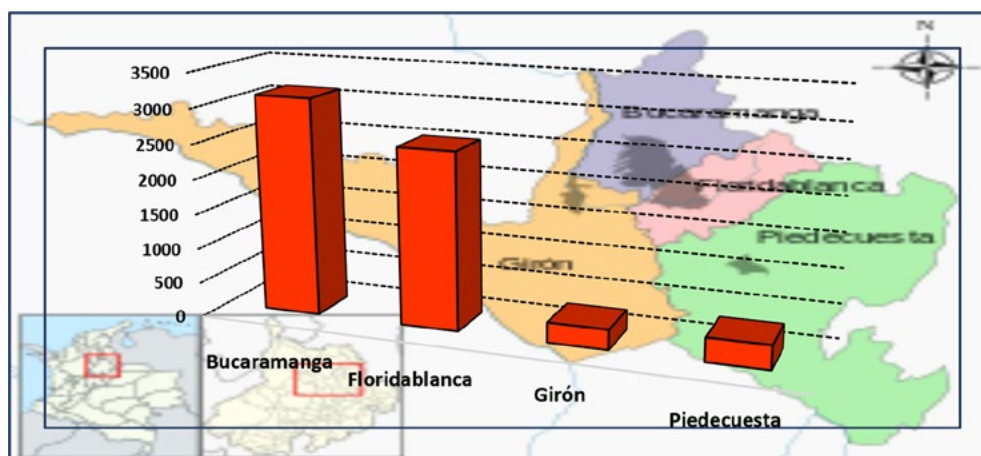 N
3500
3000
2500
2000
1500
1000
500
0
Bucaramanga
Floridablanca
Piedecuesta
Girón
Bucaramanga
Floridablanca
Girón
Piedecuesta